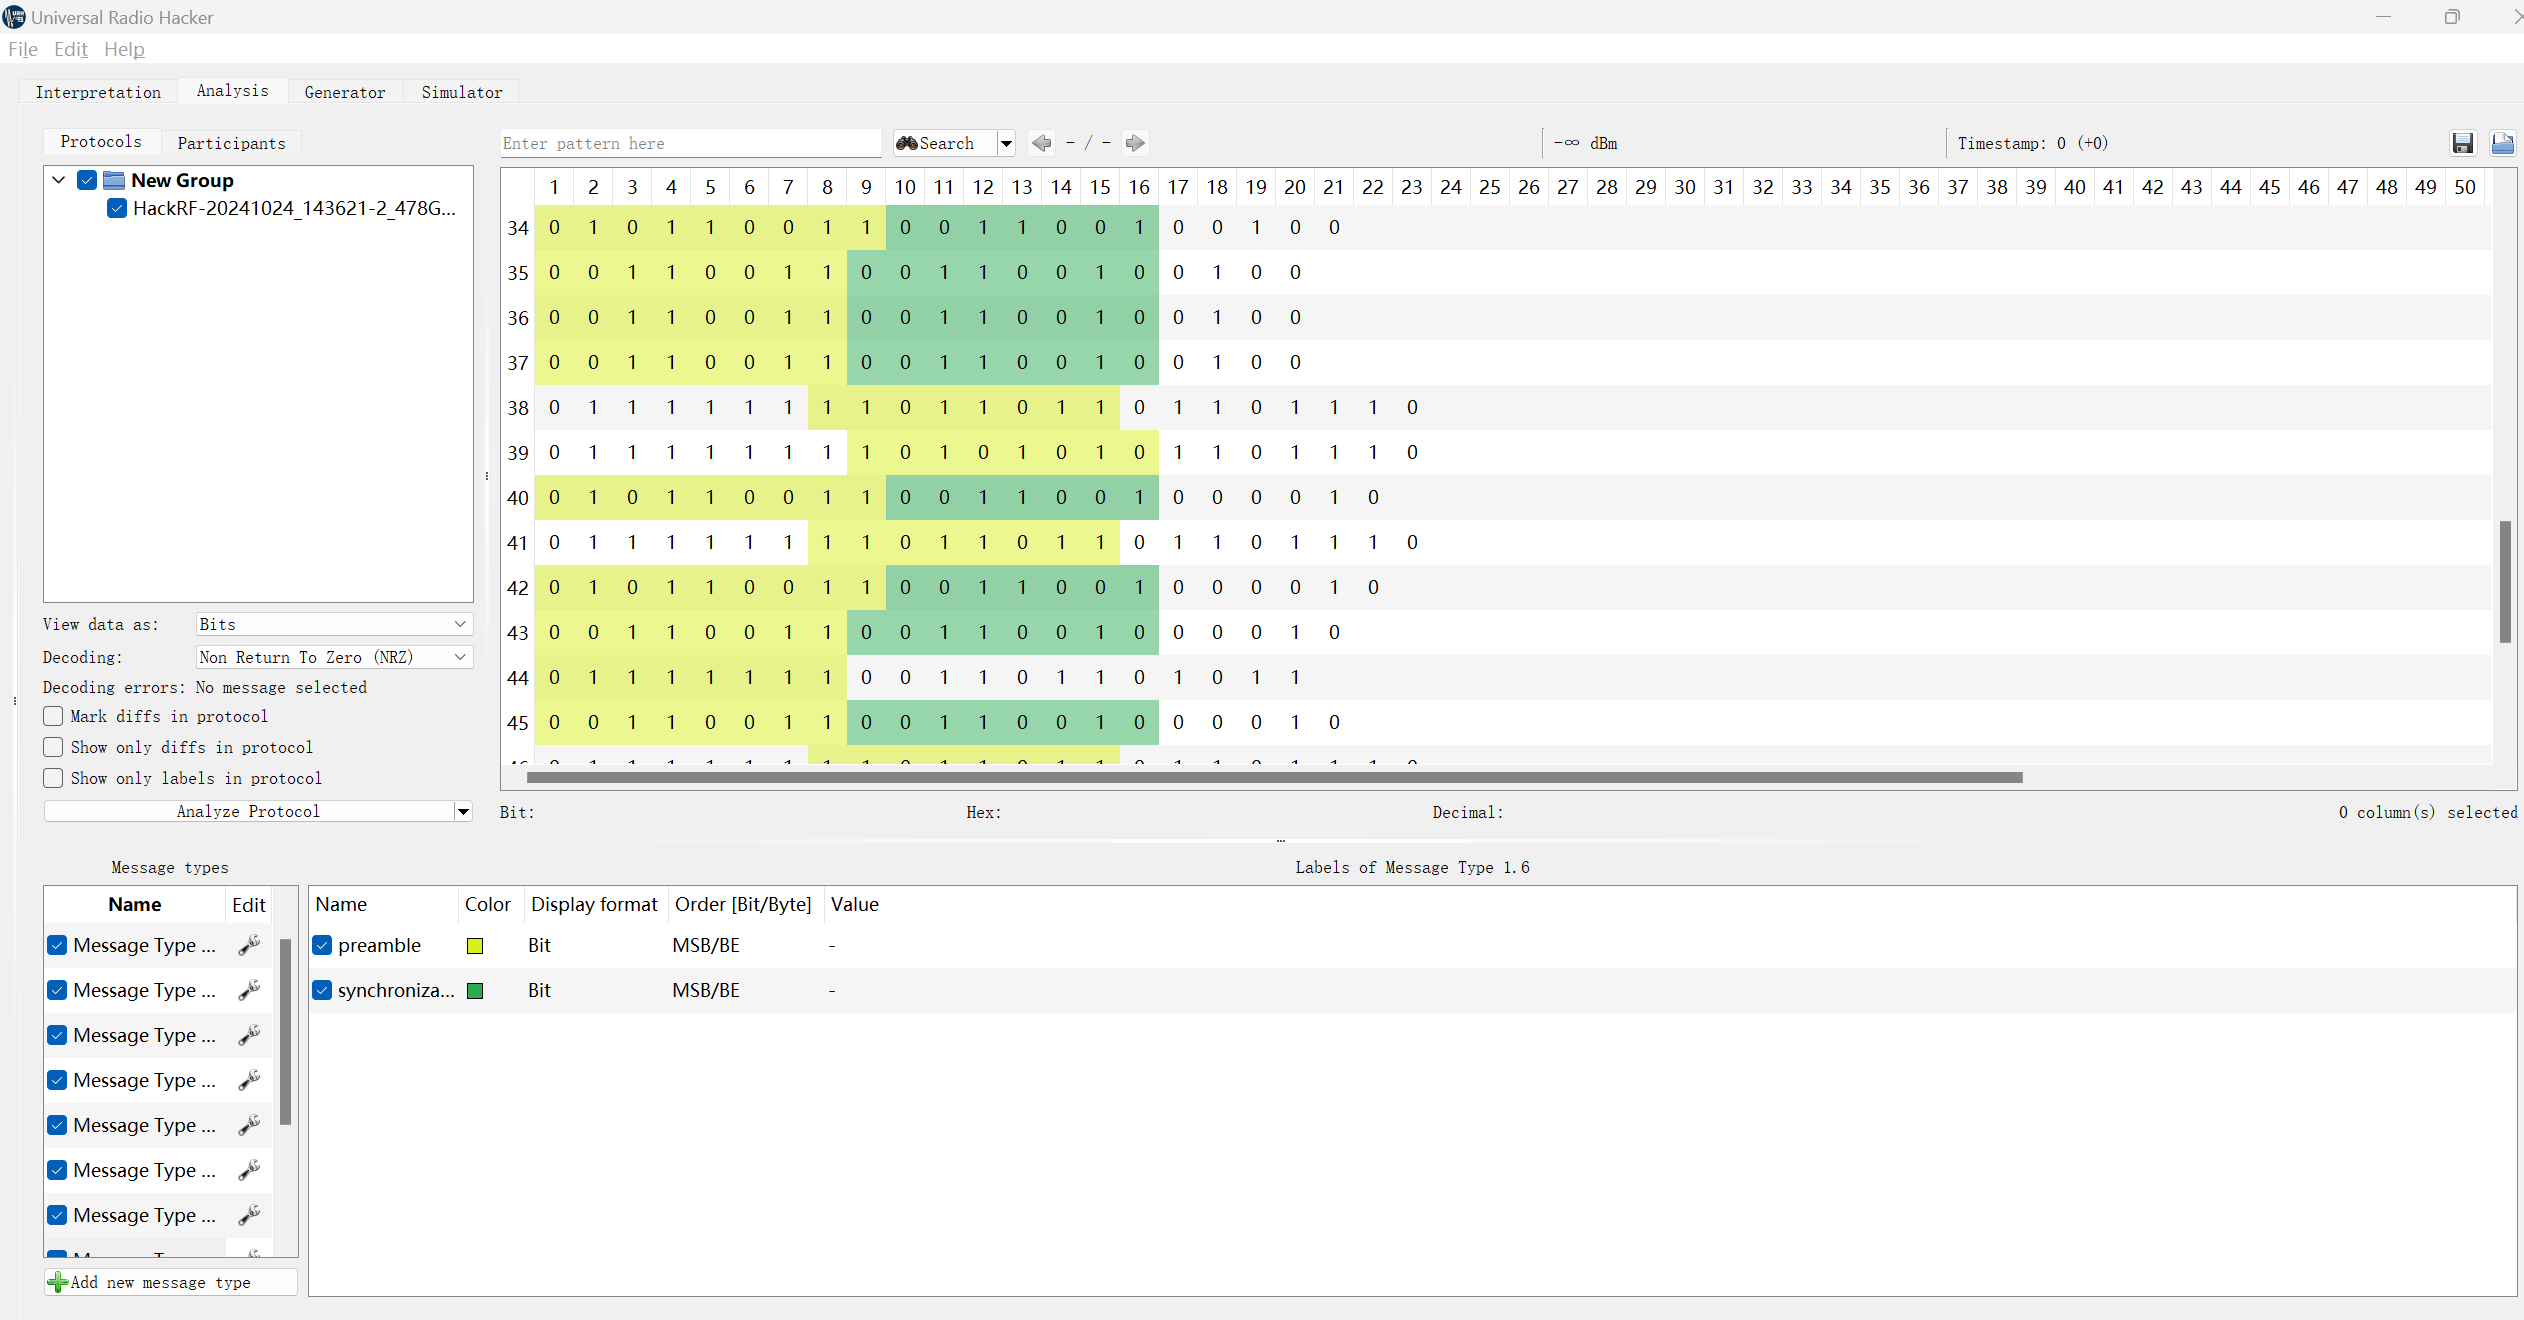 Universal Radio Hacker
File Edit Help
Interpretation Analysis Generator Simulator
Protocols Participants
Enter pattern here Search - / - -∞ dBm Timestamp: 0 (+0)
New Group
HackRF-20241024_143621-2_478G...
1 2 3 4 5 6 7 8 9 10 11 12 13 14 15 16 17 18 19 20 21 22 23 24 25 26 27 28 29 30 31 32 33 34 35 36 37 38 39 40 41 42 43 44 45 46 47 48 49 50
34 0 1 0 1 1 0 0 1 1 0 0 1 1 0 0 1 0 0 1 0 0
35 0 0 1 1 0 0 1 1 0 0 1 1 0 0 1 0 0 1 0 0
36 0 0 1 1 0 0 1 1 0 0 1 1 0 0 1 0 0 1 0 0
37 0 0 1 1 0 0 1 1 0 0 1 1 0 0 1 0 0 1 0 0
38 0 1 1 1 1 1 1 1 1 0 1 1 0 1 1 0 1 1 0 1 1 1 0
39 0 1 1 1 1 1 1 1 1 0 1 0 1 0 1 0 1 1 0 1 1 1 0
40 0 1 0 1 1 0 0 1 1 0 0 1 1 0 0 1 0 0 0 0 1 0
41 0 1 1 1 1 1 1 1 1 0 1 1 0 1 1 0 1 1 0 1 1 1 0
42 0 1 0 1 1 0 0 1 1 0 0 1 1 0 0 1 0 0 0 0 1 0
43 0 0 1 1 0 0 1 1 0 0 1 1 0 0 1 0 0 0 0 1 0
44 0 1 1 1 1 1 1 1 0 0 1 1 0 1 1 0 1 0 1 1
45 0 0 1 1 0 0 1 1 0 0 1 1 0 0 1 0 0 0 0 1 0
View data as: Bits
Decoding: Non Return To Zero (NRZ)
Decoding errors: No message selected
Mark diffs in protocol
Show only diffs in protocol
Show only labels in protocol
Analyze Protocol
Bit: Hex: Decimal: 0 column(s) selected
Message types
Name Edit
Message Type ...
Message Type ...
Message Type ...
Message Type ...
Message Type ...
Message Type ...
Message Type ...
Add new message type
Labels of Message Type 1.6
Name Color Display format Order [Bit/Byte] Value
preamble Bit MSB/BE -
synchroniza... Bit MSB/BE -